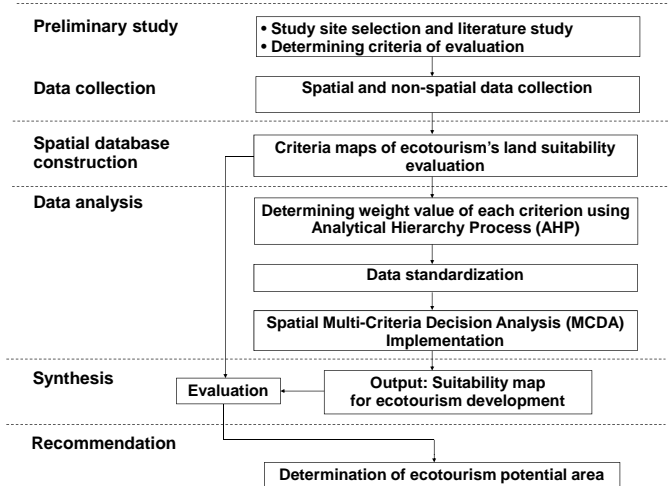 Preliminary study
• Study site selection and literature study
• Determining criteria of evaluation
Data collection
Spatial and non-spatial data collection
Spatial database
construction
Criteria maps of ecotourism's land suitability
evaluation
Data analysis
Determining weight value of each criterion using
Analytical Hierarchy Process (AHP)
Data standardization
Spatial Multi-Criteria Decision Analysis (MCDA)
Implementation
Synthesis
Evaluation
Output: Suitability map
for ecotourism development
Recommendation
Determination of ecotourism potential area